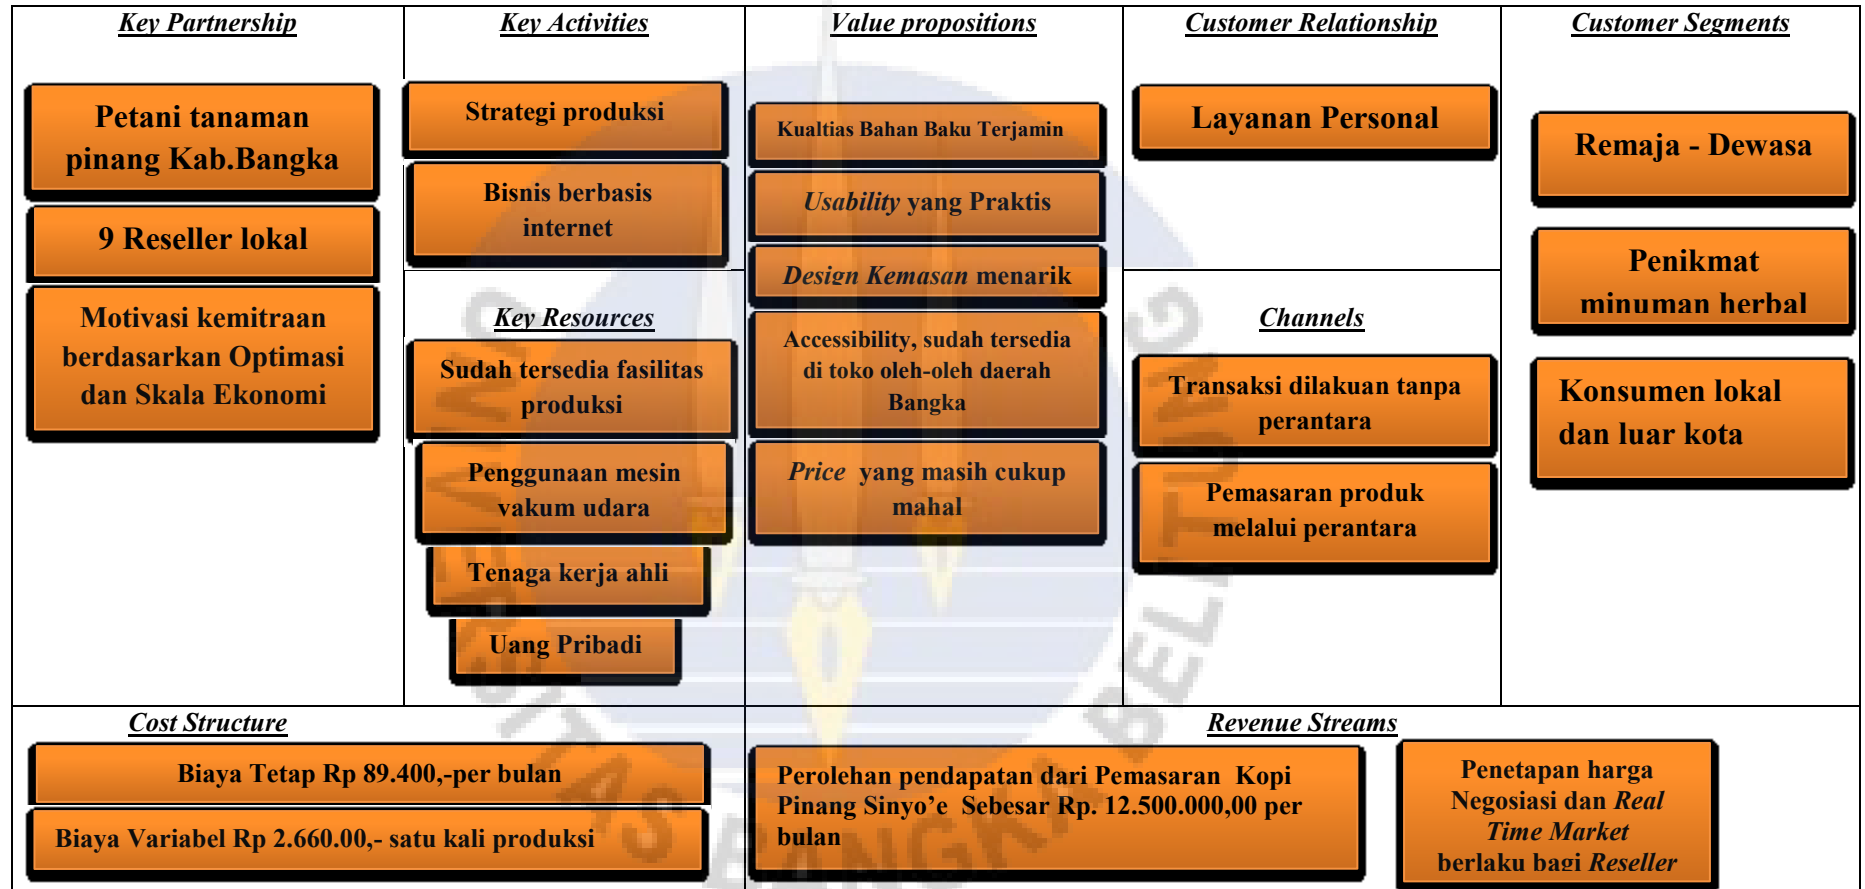 Key Partnership
Petani tanaman
pinang Kab.Bangka
9 Reseller lokal
Motivasi kemitraan
berdasarkan Optimasi
dan Skala Ekonomi
Key Activities
Strategi produksi
Bisnis berbasis
internet
Key Resources
Sudah tersedia fasilitas
produksi
Penggunaan mesin
vakum udara
Tenaga kerja ahli
Uang Pribadi
Value propositions
Kualtias Bahan Baku Terjamin
Usability yang Praktis
Design Kemasan menarik
Accessibility, sudah tersedia
di toko oleh-oleh daerah
Bangka
Price yang masih cukup
mahal
Customer Relationship
Layanan Personal
Channels
Transaksi dilakuan tanpa
perantara
Pemasaran produk
melalui perantara
Customer Segments
Remaja - Dewasa
Penikmat
minuman herbal
Konsumen lokal
dan luar kota
Cost Structure
Biaya Tetap Rp 89.400,-per bulan
Biaya Variabel Rp 2.660.00,- satu kali produksi
Revenue Streams
Perolehan pendapatan dari Pemasaran Kopi
Pinang Sinyo’e Sebesar Rp. 12.500.000,00 per
bulan
Penetapan harga
Negosiasi dan Real
Time Market
berlaku bagi Reseller
UNIVERSITAS BANGKA BELITUNG